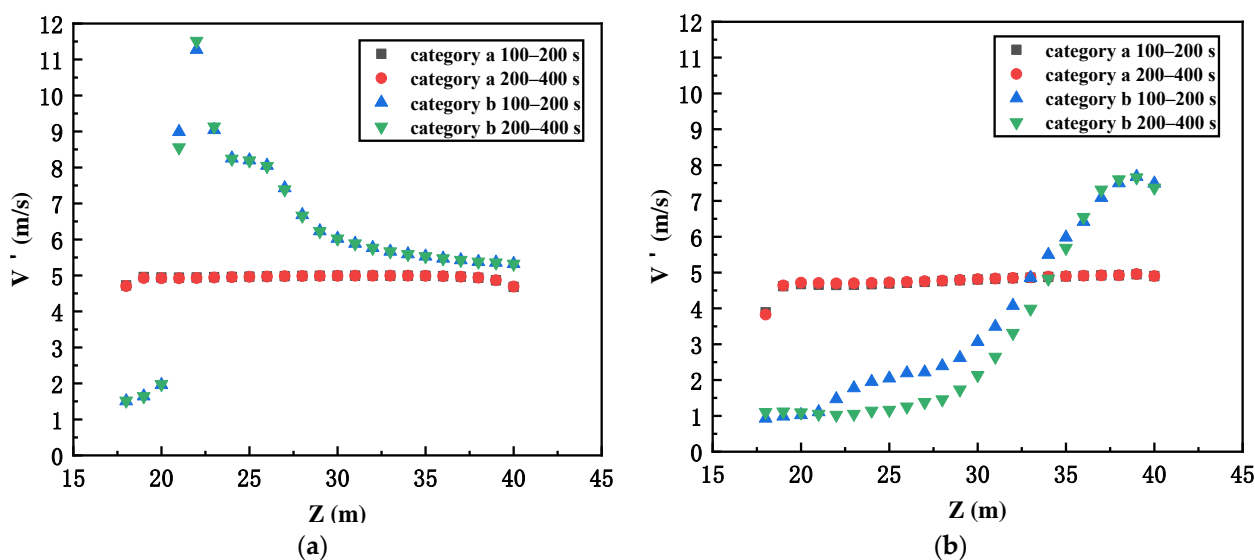 12
11
10
9
8
7
6
5
4
3
2
1
0
V ' (m/s)
category a 100–200 s
category a 200–400 s
category b 100–200 s
category b 200–400 s
15 20 25 30 35 40 45
Z (m)
(a)
12
11
10
9
8
7
6
5
4
3
2
1
0
V ' (m/s)
category a 100–200 s
category a 200–400 s
category b 100–200 s
category b 200–400 s
15 20 25 30 35 40 45
Z (m)
(b)